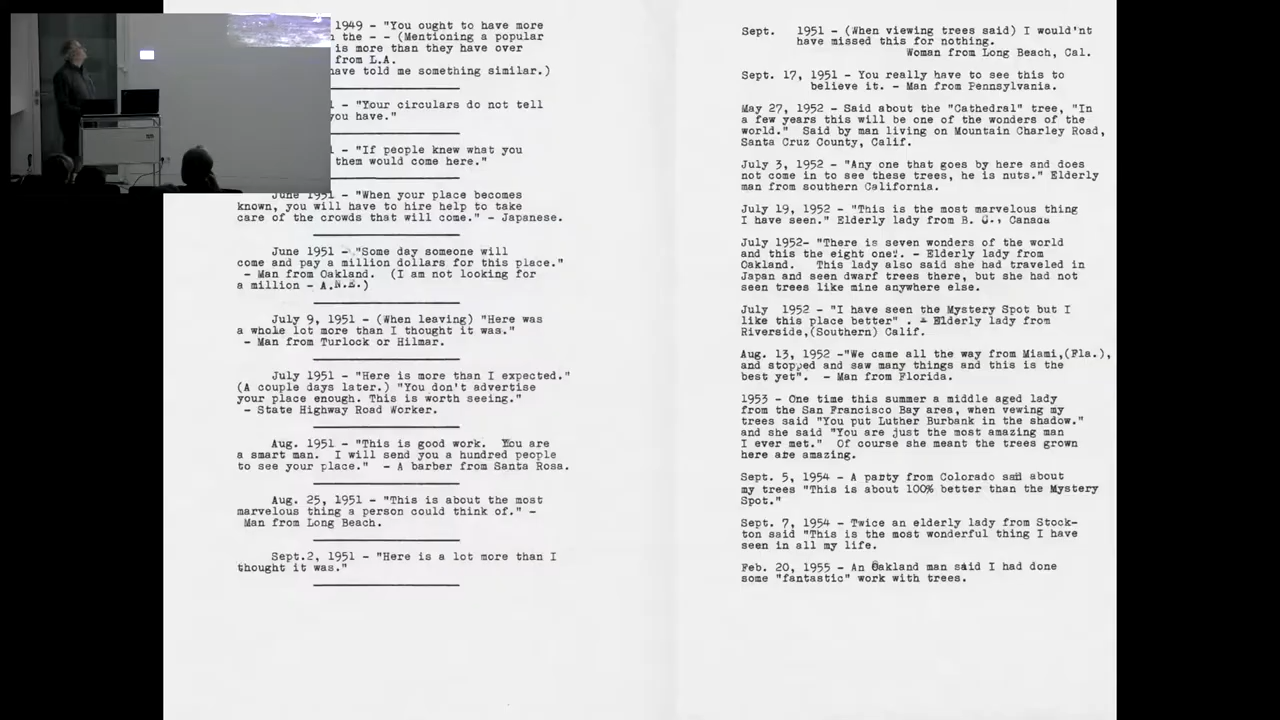 1949 - "You ought to have more
n the - - (Mentioning a popular
is more than they have over
from L.A.
have told me something similar.)
1 - "Your circulars do not tell
you have."
1 - "If people knew what you
them would come here."
June 1951 - "When your place becomes
known, you will have to hire help to take
care of the crowds that will come." - Japanese.
June 1951 - "Some day someone will
come and pay a million dollars for this place."
- Man from Oakland. (I am not looking for
a million - A.N.E.)
July 9, 1951 - (When leaving) "Here was
a whole lot more than I thought it was."
- Man from Turlock or Hilmar.
July 1951 - "Here is more than I expected."
(A couple days later.) "You don't advertise
your place enough. This is worth seeing."
- State Highway Road Worker.
Aug. 1951 - "This is good work. You are
a smart man. I will send you a hundred people
to see your place." - A barber from Santa Rosa.
Aug. 25, 1951 - "This is about the most
marvelous thing a person could think of." -
Man from Long Beach.
Sept.2, 1951 - "Here is a lot more than I
thought it was."
Sept. 1951 - (When viewing trees said) I would'nt
have missed this for nothing.
Woman from Long Beach, Cal.
Sept. 17, 1951 - You really have to see this to
believe it. - Man from Pennsylvania.
May 27, 1952 - Said about the "Cathedral" tree, "In
a few years this will be one of the wonders of the
world." Said by man living on Mountain Charley Road,
Santa Cruz County, Calif.
July 3, 1952 - "Any one that goes by here and does
not come in to see these trees, he is nuts." Elderly
man from southern California.
July 19, 1952 - "This is the most marvelous thing
I have seen." Elderly lady from B. C., Canada
July 1952- "There is seven wonders of the world
and this the eight one". - Elderly lady from
Oakland. This lady also said she had traveled in
Japan and seen dwarf trees there, but she had not
seen trees like mine anywhere else.
July 1952 - "I have seen the Mystery Spot but I
like this place better" . - Elderly lady from
Riverside,(Southern) Calif.
Aug. 13, 1952 -"We came all the way from Miami,(Fla.),
and stopped and saw many things and this is the
best yet". - Man from Florida.
1953 - One time this summer a middle aged lady
from the San Francisco Bay area, when vewing my
trees said "You put Luther Burbank in the shadow."
and she said "You are just the most amazing man
I ever met." Of course she meant the trees grown
here are amazing.
Sept. 5, 1954 - A party from Colorado said about
my trees "This is about 100% better than the Mystery
Spot."
Sept. 7, 1954 - Twice an elderly lady from Stock-
ton said "This is the most wonderful thing I have
seen in all my life.
Feb. 20, 1955 - An Oakland man said I had done
some "fantastic" work with trees.